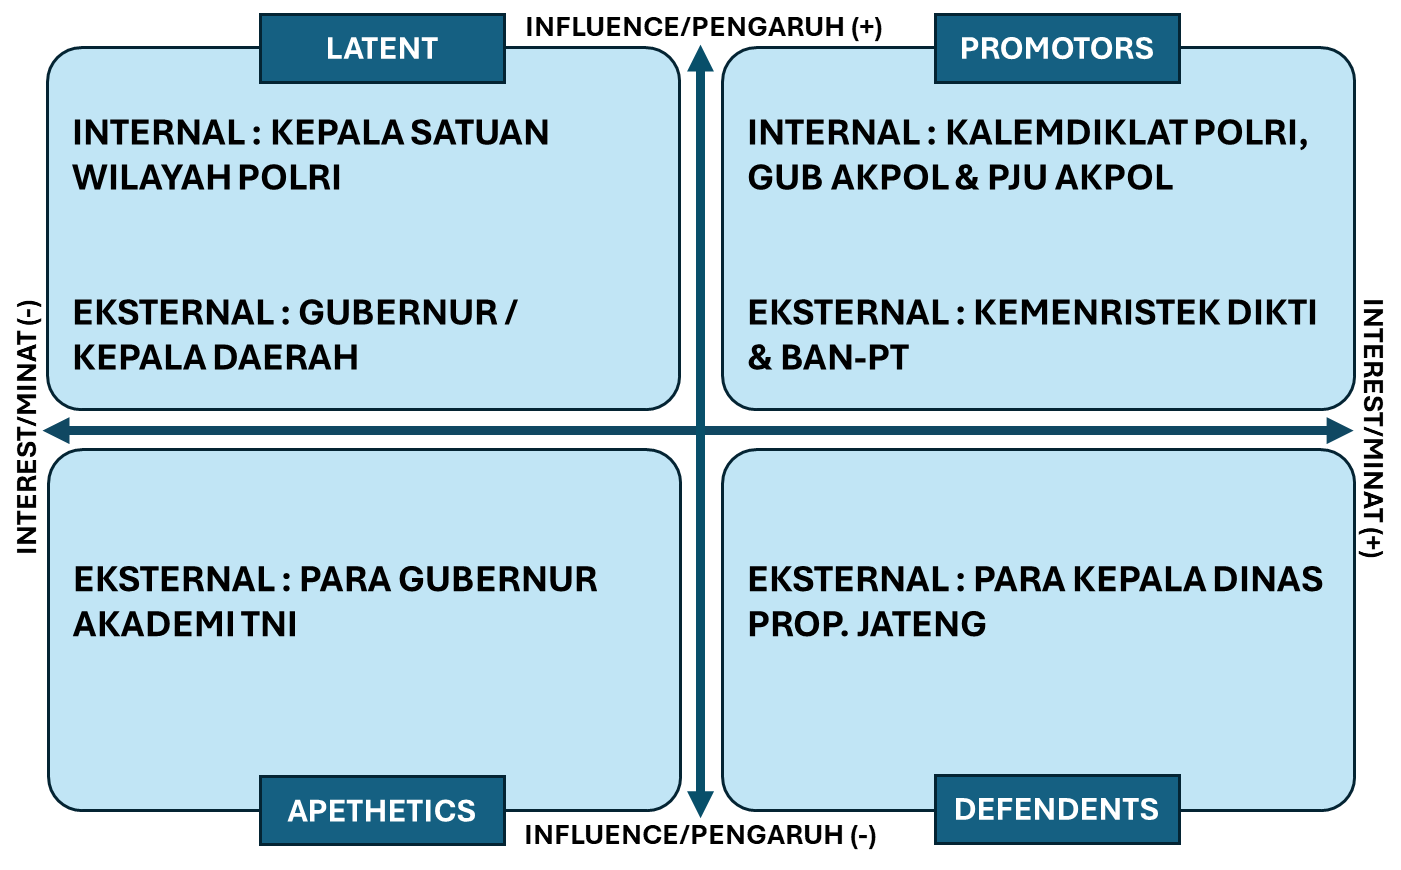 INFLUENCE/PENGARUH (+)
LATENT
INTERNAL : KEPALA SATUAN
WILAYAH POLRI
EKSTERNAL : GUBERNUR /
KEPALA DAERAH
PROMOTORS
INTERNAL : KALEMDIKLAT POLRI,
GUB AKPOL & PJU AKPOL
EKSTERNAL : KEMENRISTEK DIKTI
& BAN-PT
INTEREST/MINAT (-)
INTEREST/MINAT (+)
EKSTERNAL : PARA GUBERNUR
AKADEMI TNI
APETHETICS
EKSTERNAL : PARA KEPALA DINAS
PROP. JATENG
DEFENDENTS
INFLUENCE/PENGARUH (-)